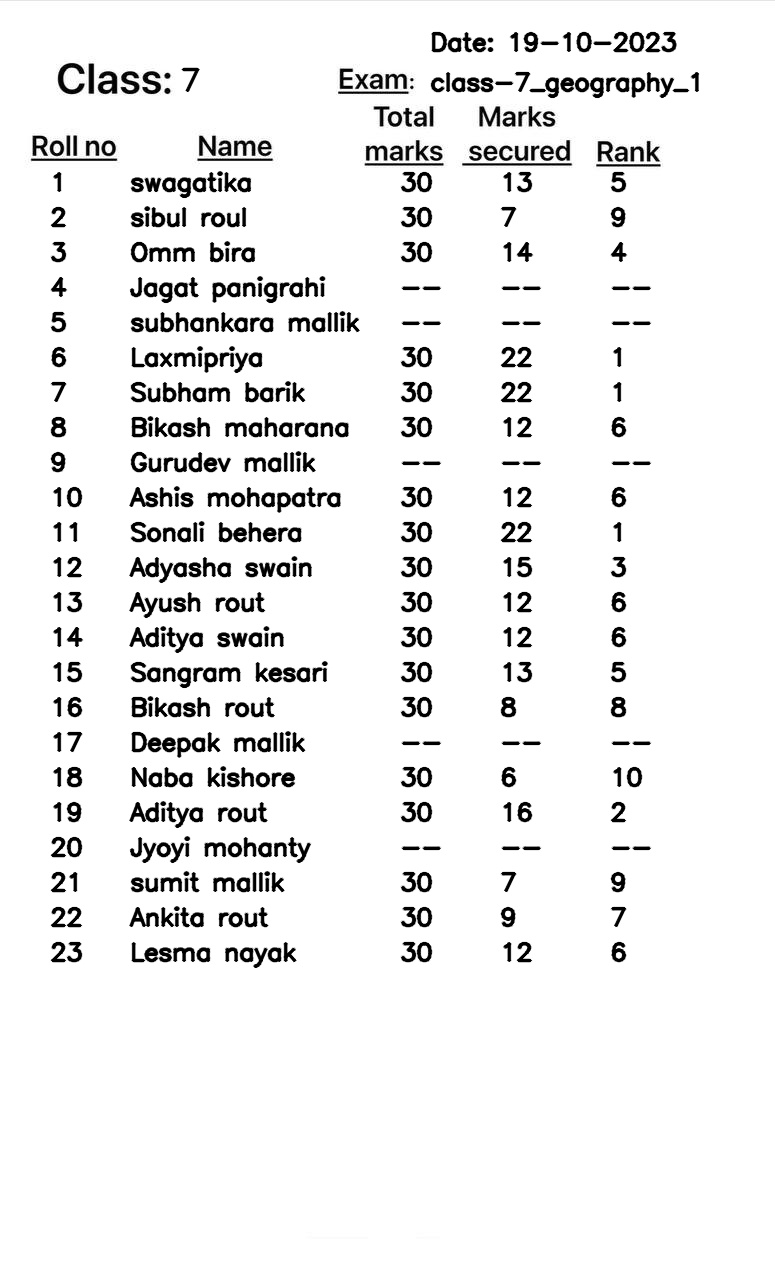 Date: 19-10-2023
Class: 7 Exam: class-7_geography_1
Roll no Name Total marks Marks secured Rank
1 swagatika 30 13 5
2 sibul roul 30 7 9
3 Omm bira 30 14 4
4 Jagat panigrahi -- -- --
5 subhankara mallik -- -- --
6 Laxmipriya 30 22 1
7 Subham barik 30 22 1
8 Bikash maharana 30 12 6
9 Gurudev mallik -- -- --
10 Ashis mohapatra 30 12 6
11 Sonali behera 30 22 1
12 Adyasha swain 30 15 3
13 Ayush rout 30 12 6
14 Aditya swain 30 12 6
15 Sangram kesari 30 13 5
16 Bikash rout 30 8 8
17 Deepak mallik -- -- --
18 Naba kishore 30 6 10
19 Aditya rout 30 16 2
20 Jyoyi mohanty -- -- --
21 sumit mallik 30 7 9
22 Ankita rout 30 9 7
23 Lesma nayak 30 12 6